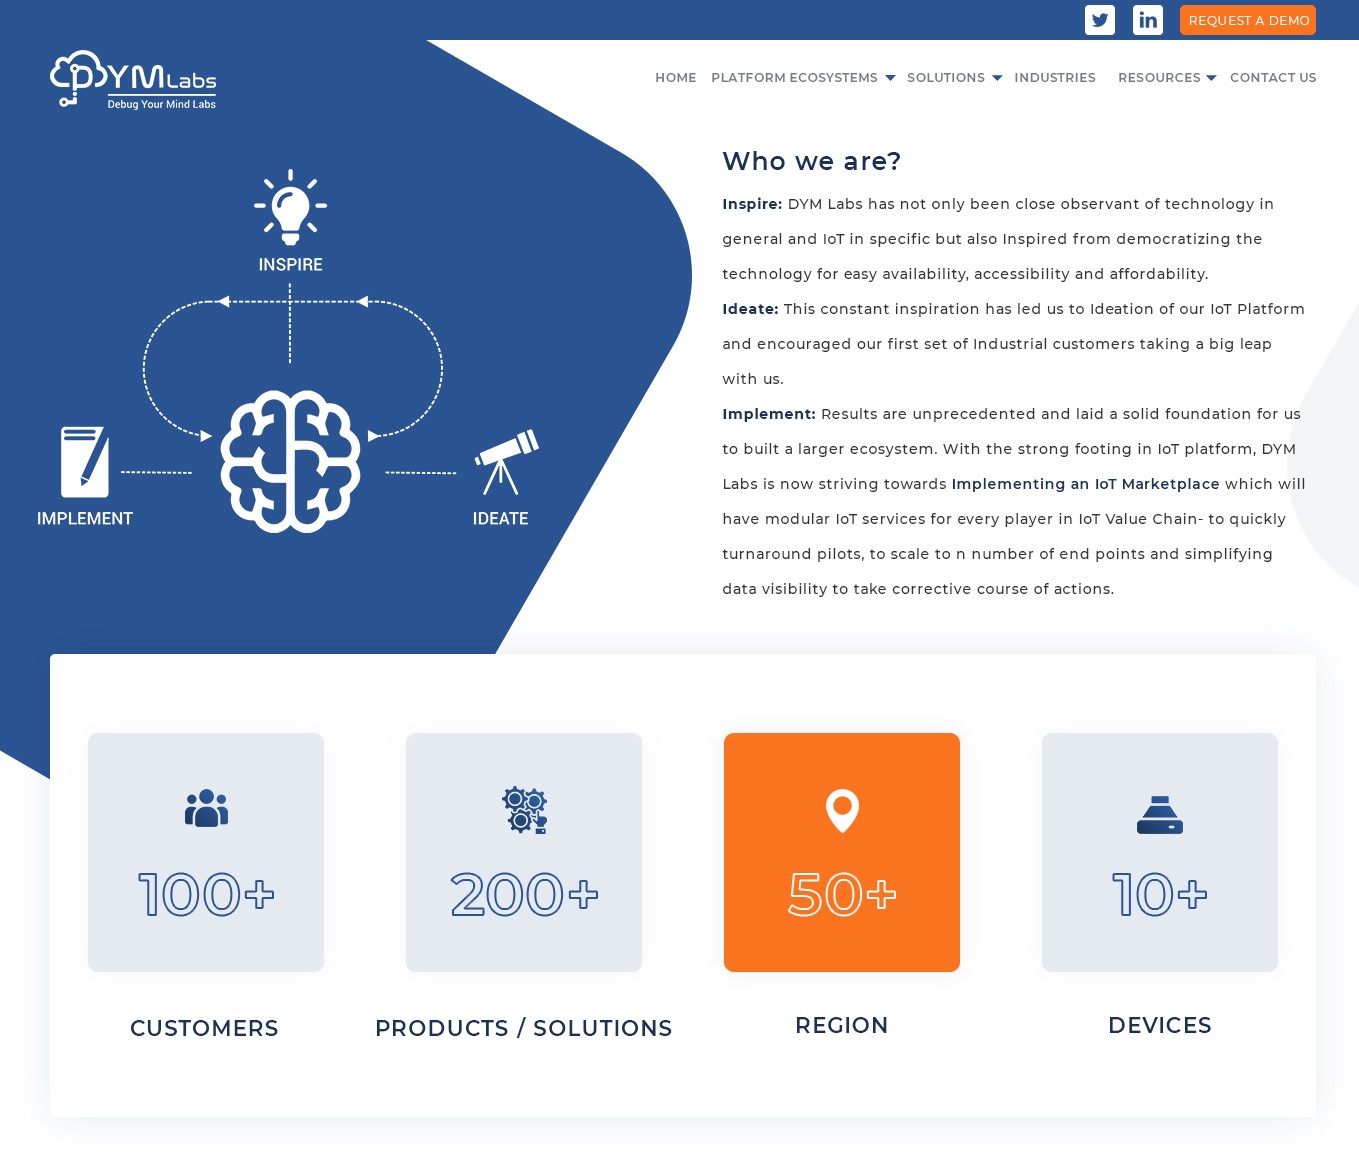 REQUEST A DEMO
DYM Labs
Debug Your Mind Labs
HOME PLATFORM ECOSYSTEMS SOLUTIONS INDUSTRIES RESOURCES CONTACT US
INSPIRE
IMPLEMENT
IDEATE
Who we are?
Inspire: DYM Labs has not only been close observant of technology in
general and IoT in specific but also Inspired from democratizing the
technology for easy availability, accessibility and affordability.
Ideate: This constant inspiration has led us to Ideation of our IoT Platform
and encouraged our first set of Industrial customers taking a big leap
with us.
Implement: Results are unprecedented and laid a solid foundation for us
to built a larger ecosystem. With the strong footing in IoT platform, DYM
Labs is now striving towards Implementing an IoT Marketplace which will
have modular IoT services for every player in IoT Value Chain- to quickly
turnaround pilots, to scale to n number of end points and simplifying
data visibility to take corrective course of actions.
100+
200+
50+
10+
CUSTOMERS
PRODUCTS / SOLUTIONS
REGION
DEVICES